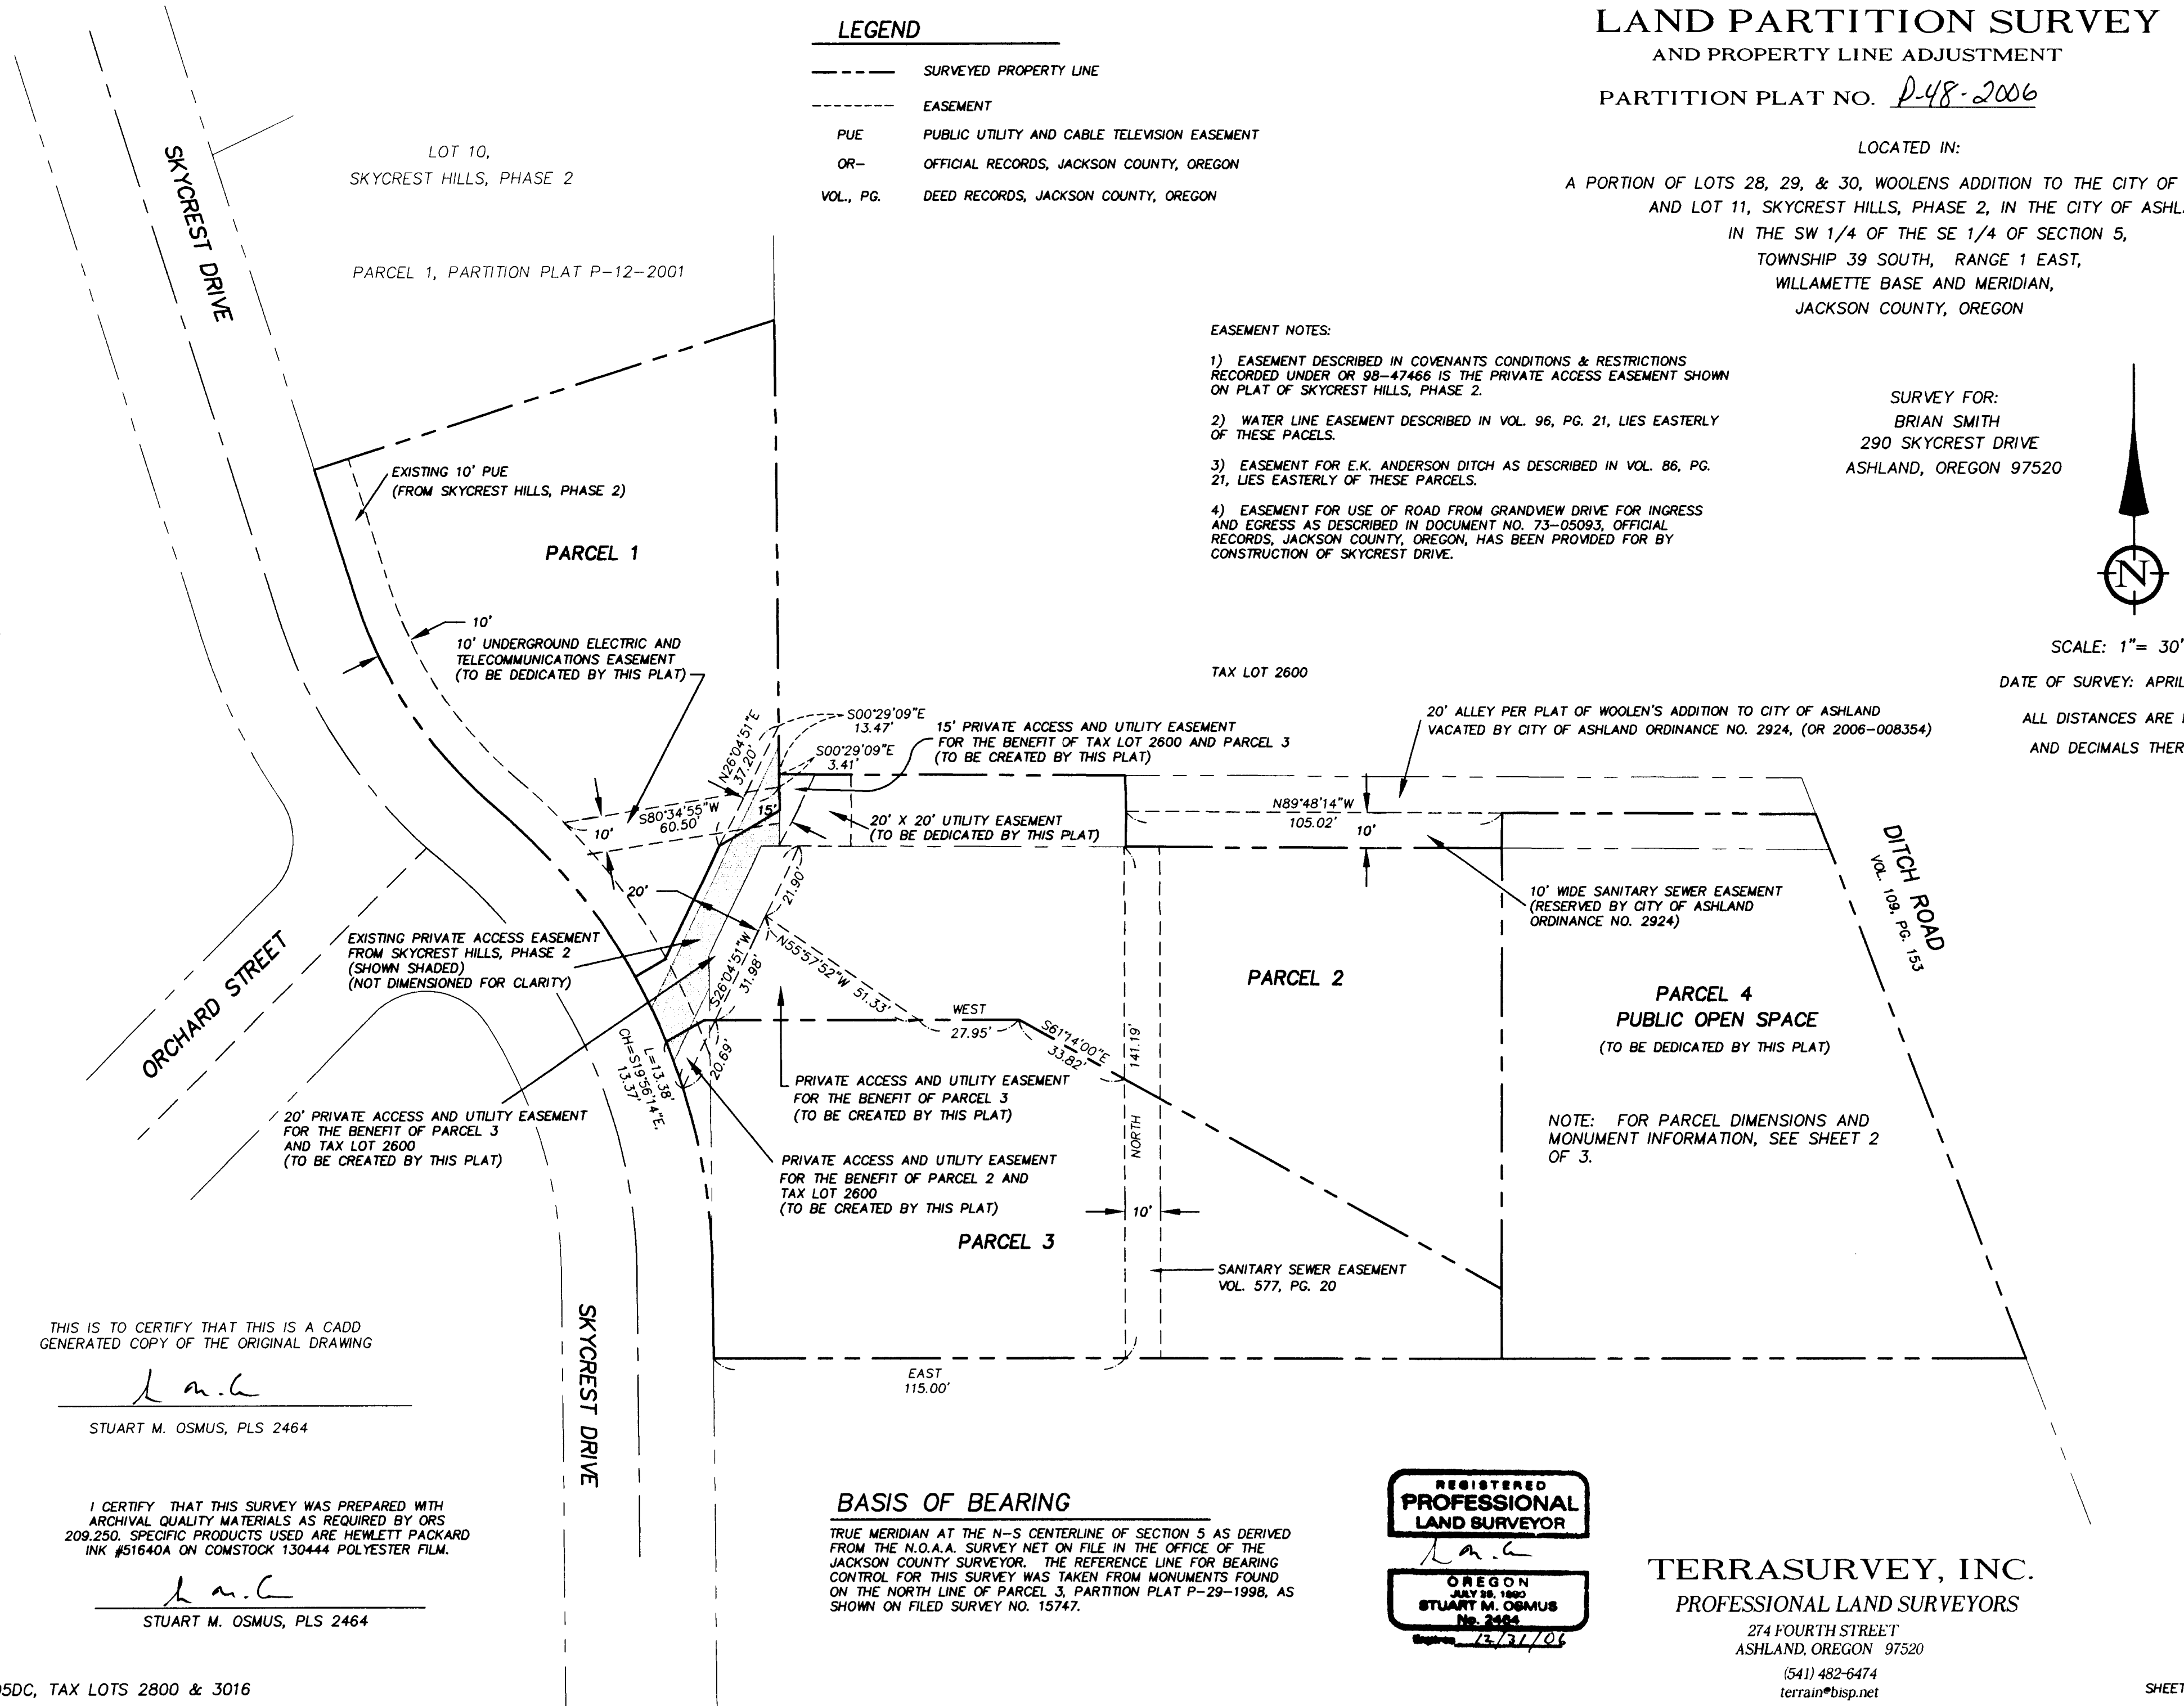 LEGEND
SURVEYED PROPERTY LINE
EASEMENT
PUE PUBLIC UTILITY AND CABLE TELEVISION EASEMENT
OR– OFFICIAL RECORDS, JACKSON COUNTY, OREGON
VOL., PG. DEED RECORDS, JACKSON COUNTY, OREGON
LAND PARTITION SURVEY
AND PROPERTY LINE ADJUSTMENT
PARTITION PLAT NO. P-48-2006
LOCATED IN:
A PORTION OF LOTS 28, 29, & 30, WOOLENS ADDITION TO THE CITY OF
AND LOT 11, SKYCREST HILLS, PHASE 2, IN THE CITY OF ASHL
IN THE SW 1/4 OF THE SE 1/4 OF SECTION 5,
TOWNSHIP 39 SOUTH, RANGE 1 EAST,
WILLAMETTE BASE AND MERIDIAN,
JACKSON COUNTY, OREGON
SURVEY FOR:
BRIAN SMITH
290 SKYCREST DRIVE
ASHLAND, OREGON 97520
N
SCALE: 1"= 30'
DATE OF SURVEY: APRIL
ALL DISTANCES ARE
AND DECIMALS THER
EASEMENT NOTES:
1) EASEMENT DESCRIBED IN COVENANTS CONDITIONS & RESTRICTIONS
RECORDED UNDER OR 98–47466 IS THE PRIVATE ACCESS EASEMENT SHOWN
ON PLAT OF SKYCREST HILLS, PHASE 2.
2) WATER LINE EASEMENT DESCRIBED IN VOL. 96, PG. 21, LIES EASTERLY
OF THESE PACELS.
3) EASEMENT FOR E.K. ANDERSON DITCH AS DESCRIBED IN VOL. 86, PG.
21, LIES EASTERLY OF THESE PARCELS.
4) EASEMENT FOR USE OF ROAD FROM GRANDVIEW DRIVE FOR INGRESS
AND EGRESS AS DESCRIBED IN DOCUMENT NO. 73–05093, OFFICIAL
RECORDS, JACKSON COUNTY, OREGON, HAS BEEN PROVIDED FOR BY
CONSTRUCTION OF SKYCREST DRIVE.
SKYCREST DRIVE
LOT 10,
SKYCREST HILLS, PHASE 2
PARCEL 1, PARTITION PLAT P–12–2001
EXISTING 10' PUE
(FROM SKYCREST HILLS, PHASE 2)
PARCEL 1
10'
10' UNDERGROUND ELECTRIC AND
TELECOMMUNICATIONS EASEMENT
(TO BE DEDICATED BY THIS PLAT)
TAX LOT 2600
N26°04'51"E
37.20'
S00°29'09"E
13.47'
S00°29'09"E
3.41'
15' PRIVATE ACCESS AND UTILITY EASEMENT
FOR THE BENEFIT OF TAX LOT 2600 AND PARCEL 3
(TO BE CREATED BY THIS PLAT)
20' ALLEY PER PLAT OF WOOLEN'S ADDITION TO CITY OF ASHLAND
VACATED BY CITY OF ASHLAND ORDINANCE NO. 2924, (OR 2006–008354)
S80°34'55"W
60.50'
10'
15'
20' X 20' UTILITY EASEMENT
(TO BE DEDICATED BY THIS PLAT)
N89°48'14"W
105.02'
10'
DITCH ROAD
VOL. 109, PG. 153
10' WIDE SANITARY SEWER EASEMENT
(RESERVED BY CITY OF ASHLAND
ORDINANCE NO. 2924)
20'
21.90'
EXISTING PRIVATE ACCESS EASEMENT
FROM SKYCREST HILLS, PHASE 2
(SHOWN SHADED)
(NOT DIMENSIONED FOR CLARITY)
ORCHARD STREET
S26°04'51"W
31.98'
N55°57'52"W 51.33'
WEST
27.95'
S61°14'00"E
33.82'
20.69'
L=13.38'
CH=S19°56'14"E,
13.37'
PARCEL 2
141.19'
NORTH
PARCEL 4
PUBLIC OPEN SPACE
(TO BE DEDICATED BY THIS PLAT)
NOTE: FOR PARCEL DIMENSIONS AND
MONUMENT INFORMATION, SEE SHEET 2
OF 3.
PRIVATE ACCESS AND UTILITY EASEMENT
FOR THE BENEFIT OF PARCEL 3
(TO BE CREATED BY THIS PLAT)
20' PRIVATE ACCESS AND UTILITY EASEMENT
FOR THE BENEFIT OF PARCEL 3
AND TAX LOT 2600
(TO BE CREATED BY THIS PLAT)
PRIVATE ACCESS AND UTILITY EASEMENT
FOR THE BENEFIT OF PARCEL 2 AND
TAX LOT 2600
(TO BE CREATED BY THIS PLAT)
10'
PARCEL 3
SANITARY SEWER EASEMENT
VOL. 577, PG. 20
SKYCREST DRIVE
EAST
115.00'
THIS IS TO CERTIFY THAT THIS IS A CADD
GENERATED COPY OF THE ORIGINAL DRAWING
STUART M. OSMUS, PLS 2464
I CERTIFY THAT THIS SURVEY WAS PREPARED WITH
ARCHIVAL QUALITY MATERIALS AS REQUIRED BY ORS
209.250. SPECIFIC PRODUCTS USED ARE HEWLETT PACKARD
INK #51640A ON COMSTOCK 130444 POLYESTER FILM.
STUART M. OSMUS, PLS 2464
5DC, TAX LOTS 2800 & 3016
BASIS OF BEARING
TRUE MERIDIAN AT THE N–S CENTERLINE OF SECTION 5 AS DERIVED
FROM THE N.O.A.A. SURVEY NET ON FILE IN THE OFFICE OF THE
JACKSON COUNTY SURVEYOR. THE REFERENCE LINE FOR BEARING
CONTROL FOR THIS SURVEY WAS TAKEN FROM MONUMENTS FOUND
ON THE NORTH LINE OF PARCEL 3, PARTITION PLAT P–29–1998, AS
SHOWN ON FILED SURVEY NO. 15747.
REGISTERED
PROFESSIONAL
LAND SURVEYOR
OREGON
STUART M. OSMUS
No. 2464
Expires 12/31/06
TERRASURVEY, INC.
PROFESSIONAL LAND SURVEYORS
274 FOURTH STREET
ASHLAND, OREGON 97520
(541) 482-6474
terrain@bisp.net
SHEET